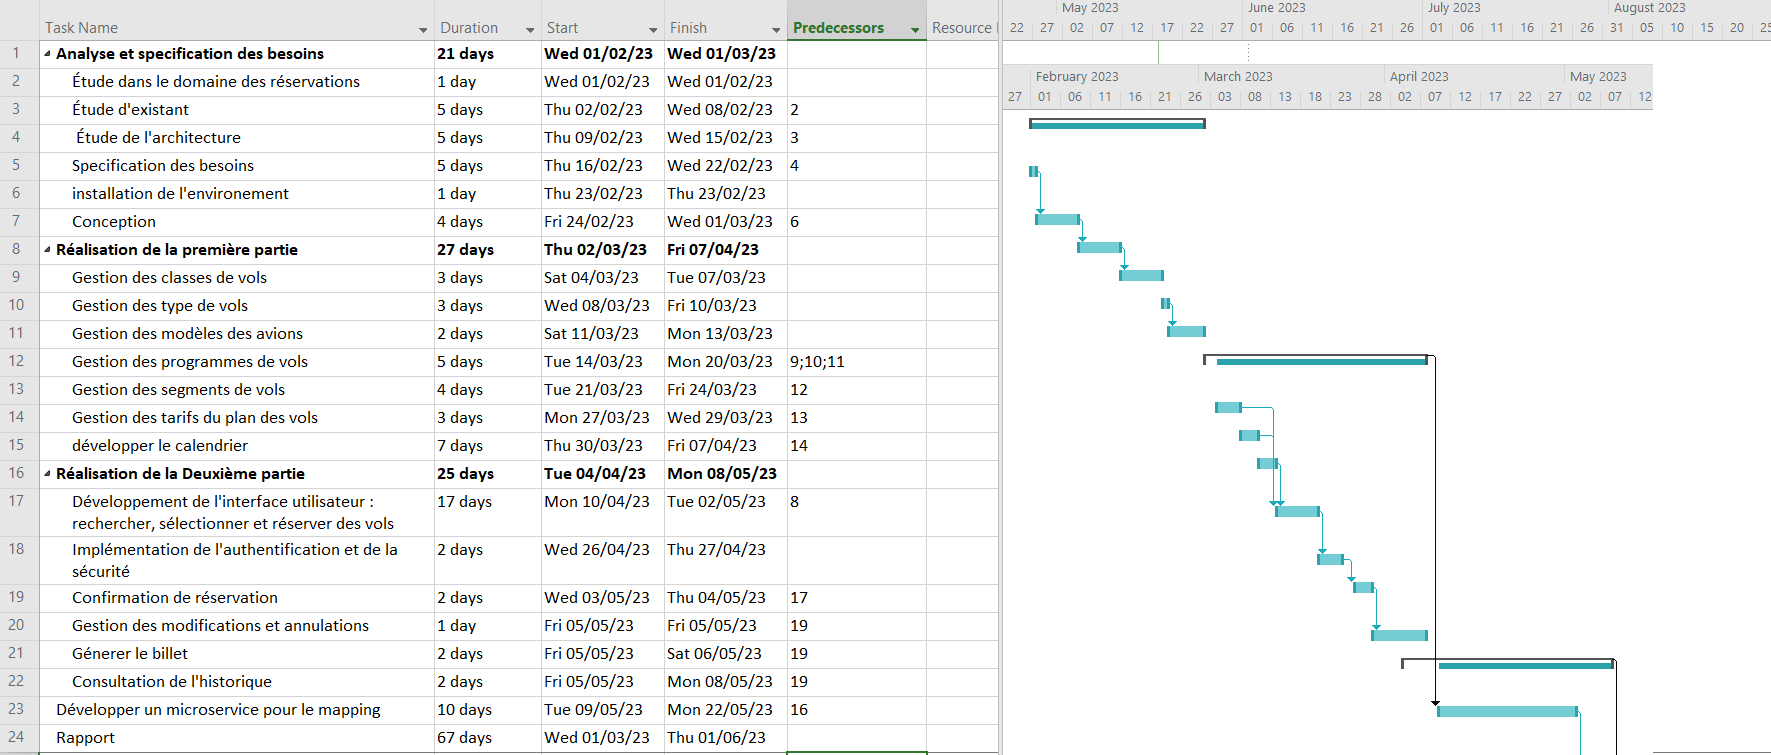 Task Name Duration Start Finish Predecessors Resource
1 Analyse et specification des besoins 21 days Wed 01/02/23 Wed 01/03/23
2 Étude dans le domaine des réservations 1 day Wed 01/02/23 Wed 01/02/23
3 Étude d'existant 5 days Thu 02/02/23 Wed 08/02/23 2
4 Étude de l'architecture 5 days Thu 09/02/23 Wed 15/02/23 3
5 Specification des besoins 5 days Thu 16/02/23 Wed 22/02/23 4
6 installation de l'environement 1 day Thu 23/02/23 Thu 23/02/23
7 Conception 4 days Fri 24/02/23 Wed 01/03/23 6
8 Réalisation de la première partie 27 days Thu 02/03/23 Fri 07/04/23
9 Gestion des classes de vols 3 days Sat 04/03/23 Tue 07/03/23
10 Gestion des type de vols 3 days Wed 08/03/23 Fri 10/03/23
11 Gestion des modèles des avions 2 days Sat 11/03/23 Mon 13/03/23
12 Gestion des programmes de vols 5 days Tue 14/03/23 Mon 20/03/23 9;10;11
13 Gestion des segments de vols 4 days Tue 21/03/23 Fri 24/03/23 12
14 Gestion des tarifs du plan des vols 3 days Mon 27/03/23 Wed 29/03/23 13
15 développer le calendrier 7 days Thu 30/03/23 Fri 07/04/23 14
16 Réalisation de la Deuxième partie 25 days Tue 04/04/23 Mon 08/05/23
17 Développement de l'interface utilisateur : 17 days Mon 10/04/23 Tue 02/05/23 8
rechercher, sélectionner et réserver des vols
18 Implémentation de l'authentification et de la 2 days Wed 26/04/23 Thu 27/04/23
sécurité
19 Confirmation de réservation 2 days Wed 03/05/23 Thu 04/05/23 17
20 Gestion des modifications et annulations 1 day Fri 05/05/23 Fri 05/05/23 19
21 Génerer le billet 2 days Fri 05/05/23 Sat 06/05/23 19
22 Consultation de l'historique 2 days Fri 05/05/23 Mon 08/05/23 19
23 Développer un microservice pour le mapping 10 days Tue 09/05/23 Mon 22/05/23 16
24 Rapport 67 days Wed 01/03/23 Thu 01/06/23
May 2023 June 2023 July 2023 August 2023
22 27 02 07 12 17 22 27 01 06 11 16 21 26 01 06 11 16 21 26 31 05 10 15 20 25
February 2023 March 2023 April 2023 May 2023
27 01 06 11 16 21 26 03 08 13 18 23 28 02 07 12 17 22 27 02 07 12